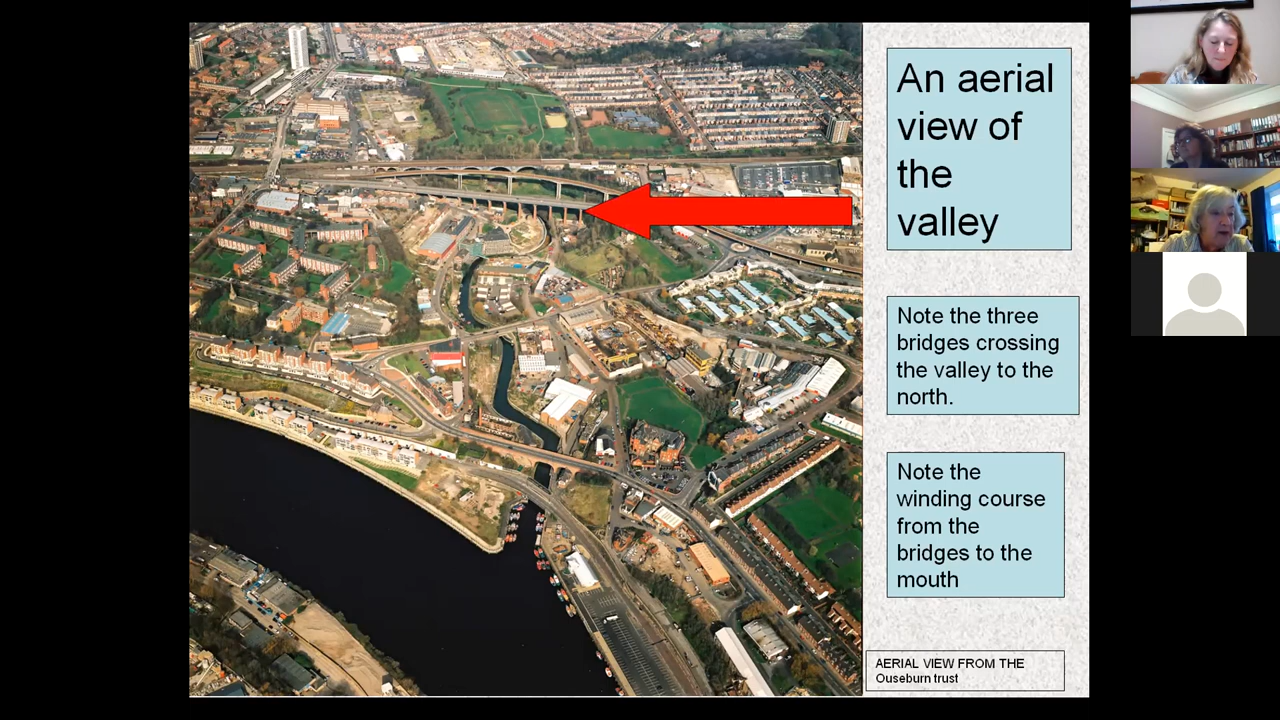 An aerial
view of
the
valley
Note the three
bridges crossing
the valley to the
north.
Note the
winding course
from the
bridges to the
mouth
AERIAL VIEW FROM THE
Ouseburn trust